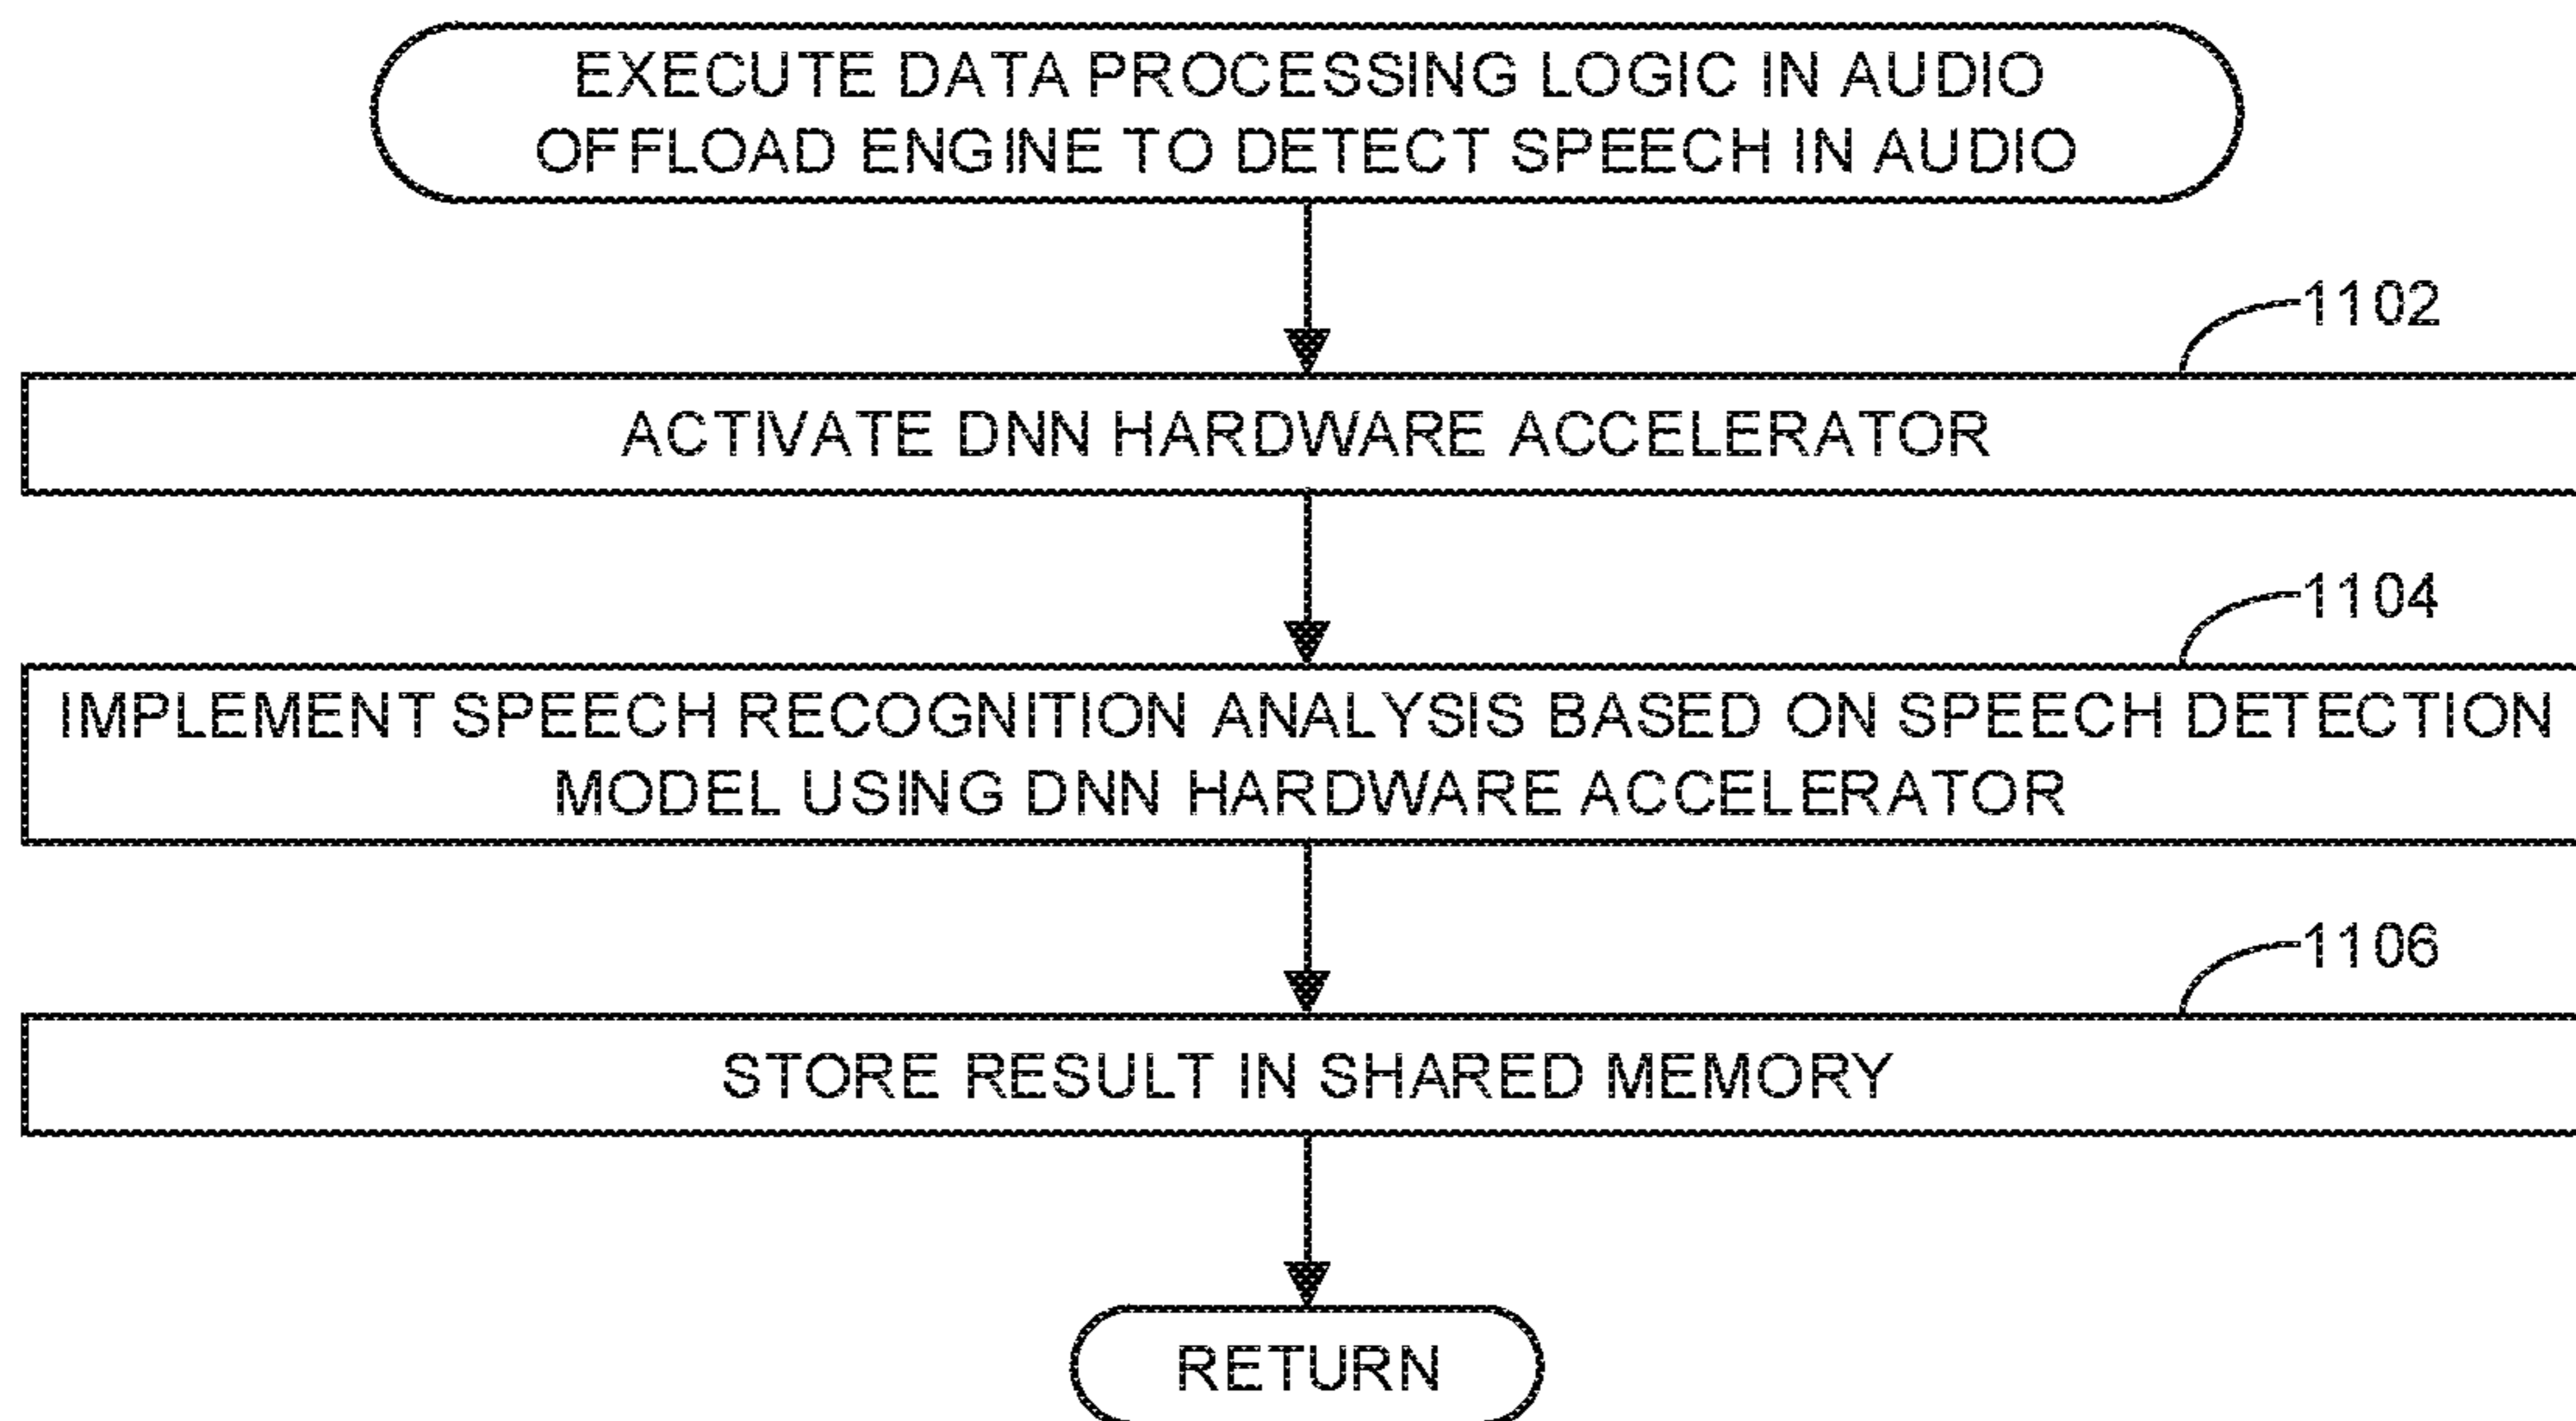 EXECUTE DATA PROCESSING LOGIC IN AUDIO
OFFLOAD ENGINE TO DETECT SPEECH IN AUDIO
1102
ACTIVATE DNN HARDWARE ACCELERATOR
1104
IMPLEMENT SPEECH RECOGNITION ANALYSIS BASED ON SPEECH DETECTION
MODEL USING DNN HARDWARE ACCELERATOR
1106
STORE RESULT IN SHARED MEMORY
RETURN